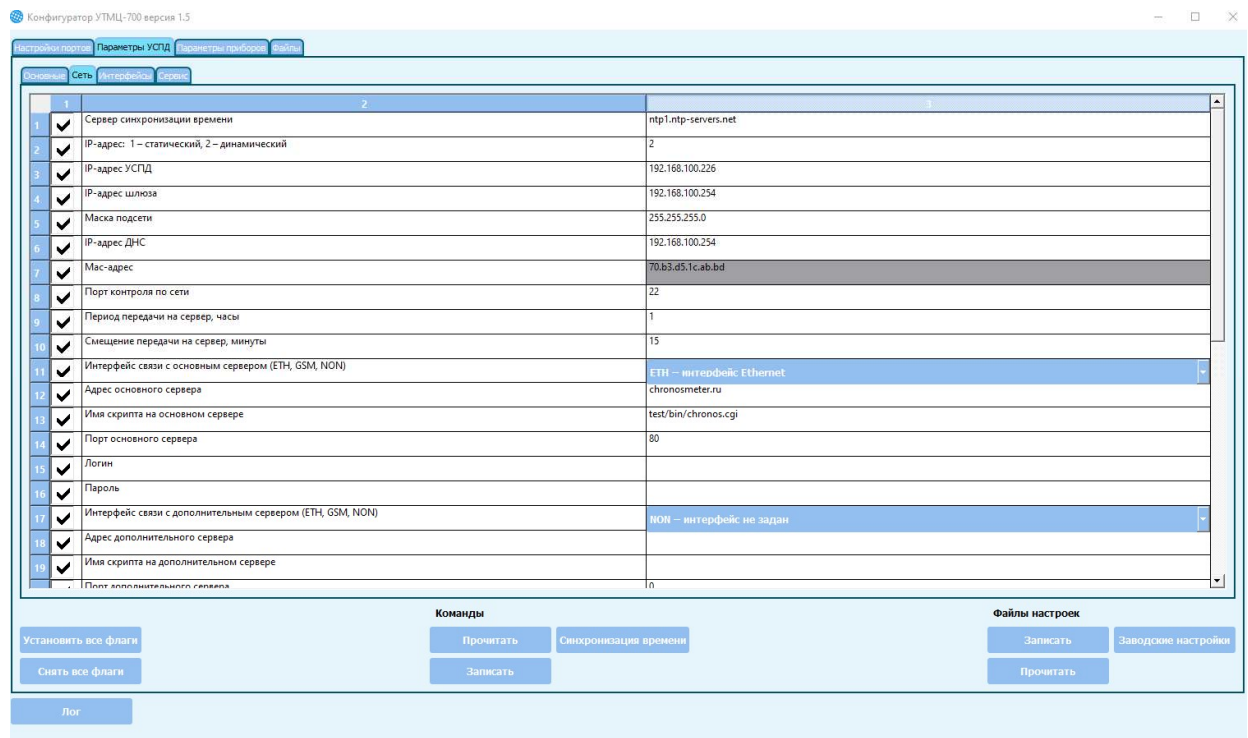 Конфигуратор УТМЦ-700 версия 1.5
Настройки портов Параметры УСПД Параметры приборов Файлы
Основные Сеть Интерфейсы Сервис
1 2 3
1 Сервер синхронизации времени ntp1.ntp-servers.net
2 IP-адрес: 1 – статический, 2 – динамический 2
3 IP-адрес УСПД 192.168.100.226
4 IP-адрес шлюза 192.168.100.254
5 Маска подсети 255.255.255.0
6 IP-адрес ДНС 192.168.100.254
7 Мас-адрес 70.b3.d5.1c.ab.bd
8 Порт контроля по сети 22
9 Период передачи на сервер, часы 1
10 Смещение передачи на сервер, минуты 15
11 Интерфейс связи с основным сервером (ETH, GSM, NON) ETH – интерфейс Ethernet
12 Адрес основного сервера chronosmeter.ru
13 Имя скрипта на основном сервере test/bin/chronos.cgi
14 Порт основного сервера 80
15 Логин
16 Пароль
17 Интерфейс связи с дополнительным сервером (ETH, GSM, NON) NON – интерфейс не задан
18 Адрес дополнительного сервера
19 Имя скрипта на дополнительном сервере
Порт дополнительного сервера 0
Команды Файлы настроек
Установить все флаги Прочитать Синхронизация времени Записать Заводские настройки
Снять все флаги Записать Прочитать
Лог